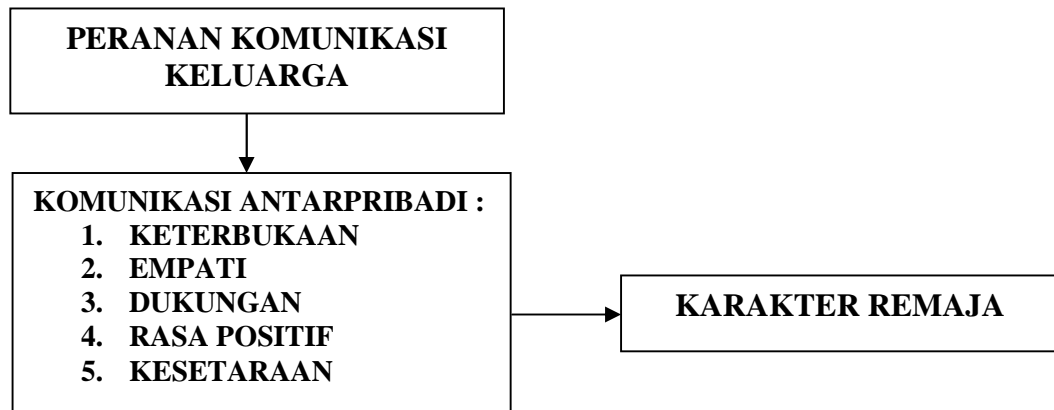 PERANAN KOMUNIKASI
KELUARGA
KOMUNIKASI ANTARPRIBADI :
1. KETERBUKAAN
2. EMPATI
3. DUKUNGAN
4. RASA POSITIF
5. KESETARAAN
KARAKTER REMAJA